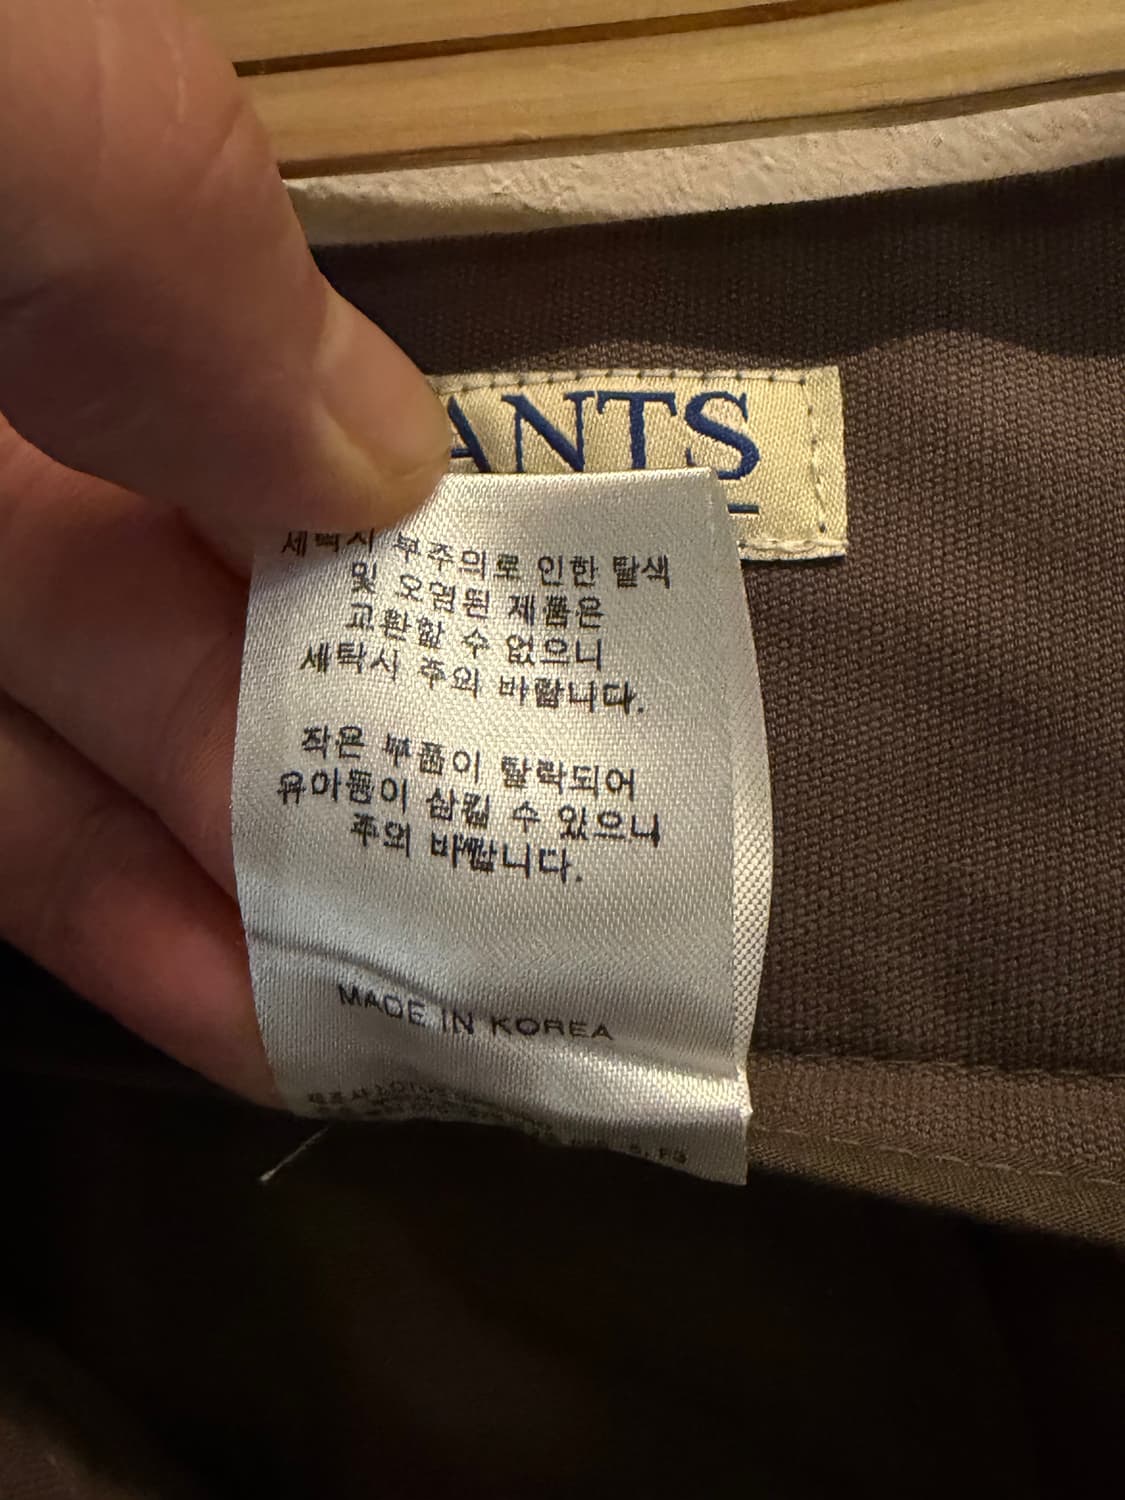 ANTS
세탁시 부주의로 인한 탈색
및 오염된 제품은
교환할 수 없으니
세탁시 주의 바랍니다.
작은 부품이 탈락되어
유아동이 삼킬 수 있으니
주의 바랍니다.
MADE IN KOREA